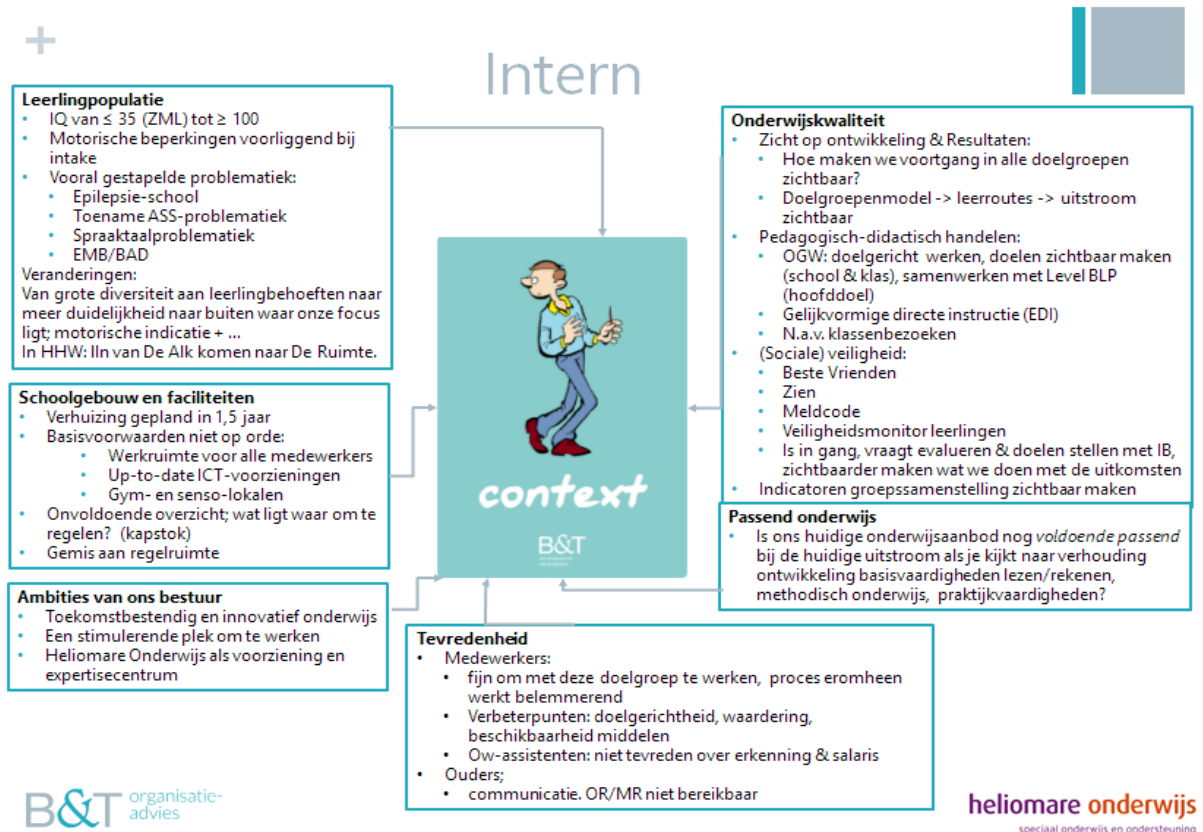 +
Intern
Leerlingpopulatie
• IQ van ≤ 35 (ZML) tot ≥ 100
• Motorische beperkingen voorliggend bij
intake
• Vooral gestapelde problematiek:
• Epilepsie-school
• Toename ASS-problematiek
• Spraaktaalproblematiek
• EMB/BAD
Veranderingen:
Van grote diversiteit aan leerlingbehoeften naar
meer duidelijkheid naar buiten waar onze focus
ligt; motorische indicatie + ...
In HHW: lln van De Alk komen naar De Ruimte.
Schoolgebouw en faciliteiten
• Verhuizing gepland in 1,5 jaar
• Basisvoorwaarden niet op orde:
• Werkruimte voor alle medewerkers
• Up-to-date ICT-voorzieningen
• Gym- en senso-lokalen
• Onvoldoende overzicht; wat ligt waar om te
regelen? (kapstok)
• Gemis aan regelruimte
Ambities van ons bestuur
• Toekomstbestendig en innovatief onderwijs
• Een stimulerende plek om te werken
• Heliomare Onderwijs als voorziening en
expertisecentrum
context
B&T
Onderwijskwaliteit
• Zicht op ontwikkeling & Resultaten:
• Hoe maken we voortgang in alle doelgroepen
zichtbaar?
• Doelgroepenmodel -> leerroutes -> uitstroom
zichtbaar
• Pedagogisch-didactisch handelen:
• OGW: doelgericht werken, doelen zichtbaar maken
(school & klas), samenwerken met Level BLP
(hoofddoel)
• Gelijkvormige directe instructie (EDI)
• N.a.v. klassenbezoeken
• (Sociale) veiligheid:
• Beste Vrienden
• Zien
• Meldcode
• Veiligheidsmonitor leerlingen
• Is in gang, vraagt evalueren & doelen stellen met IB,
zichtbaarder maken wat we doen met de uitkomsten
• Indicatoren groepssamenstelling zichtbaar maken
Passend onderwijs
• Is ons huidige onderwijsaanbod nog voldoende passend
bij de huidige uitstroom als je kijkt naar verhouding
ontwikkeling basisvaardigheden lezen/rekenen,
methodisch onderwijs, praktijkvaardigheden?
Tevredenheid
• Medewerkers:
• fijn om met deze doelgroep te werken, proces eromheen
werkt belemmerend
• Verbeterpunten: doelgerichtheid, waardering,
beschikbaarheid middelen
• Ow-assistenten: niet tevreden over erkenning & salaris
• Ouders;
• communicatie. OR/MR niet bereikbaar
B&T organisatie-
advies
heliomare onderwijs
speciaal onderwijs en ondersteuning